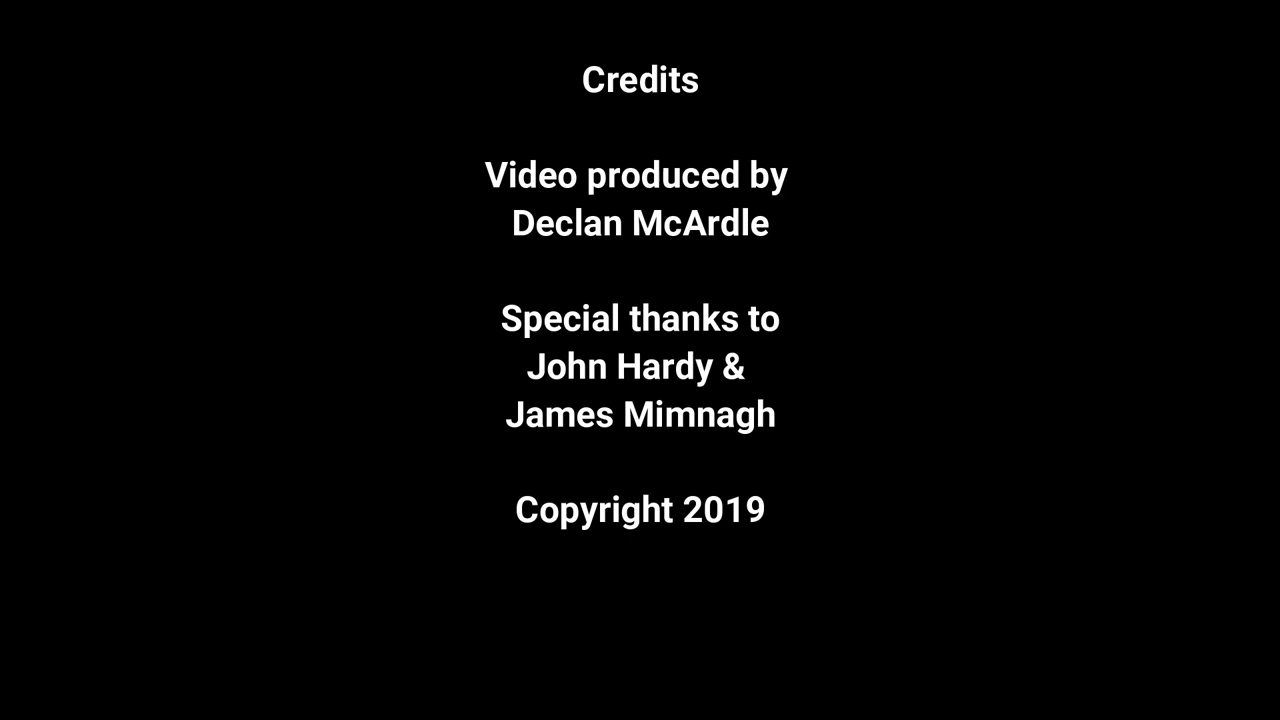 Credits
Video produced by
Declan McArdle
Special thanks to
John Hardy &
James Mimnagh
Copyright 2019